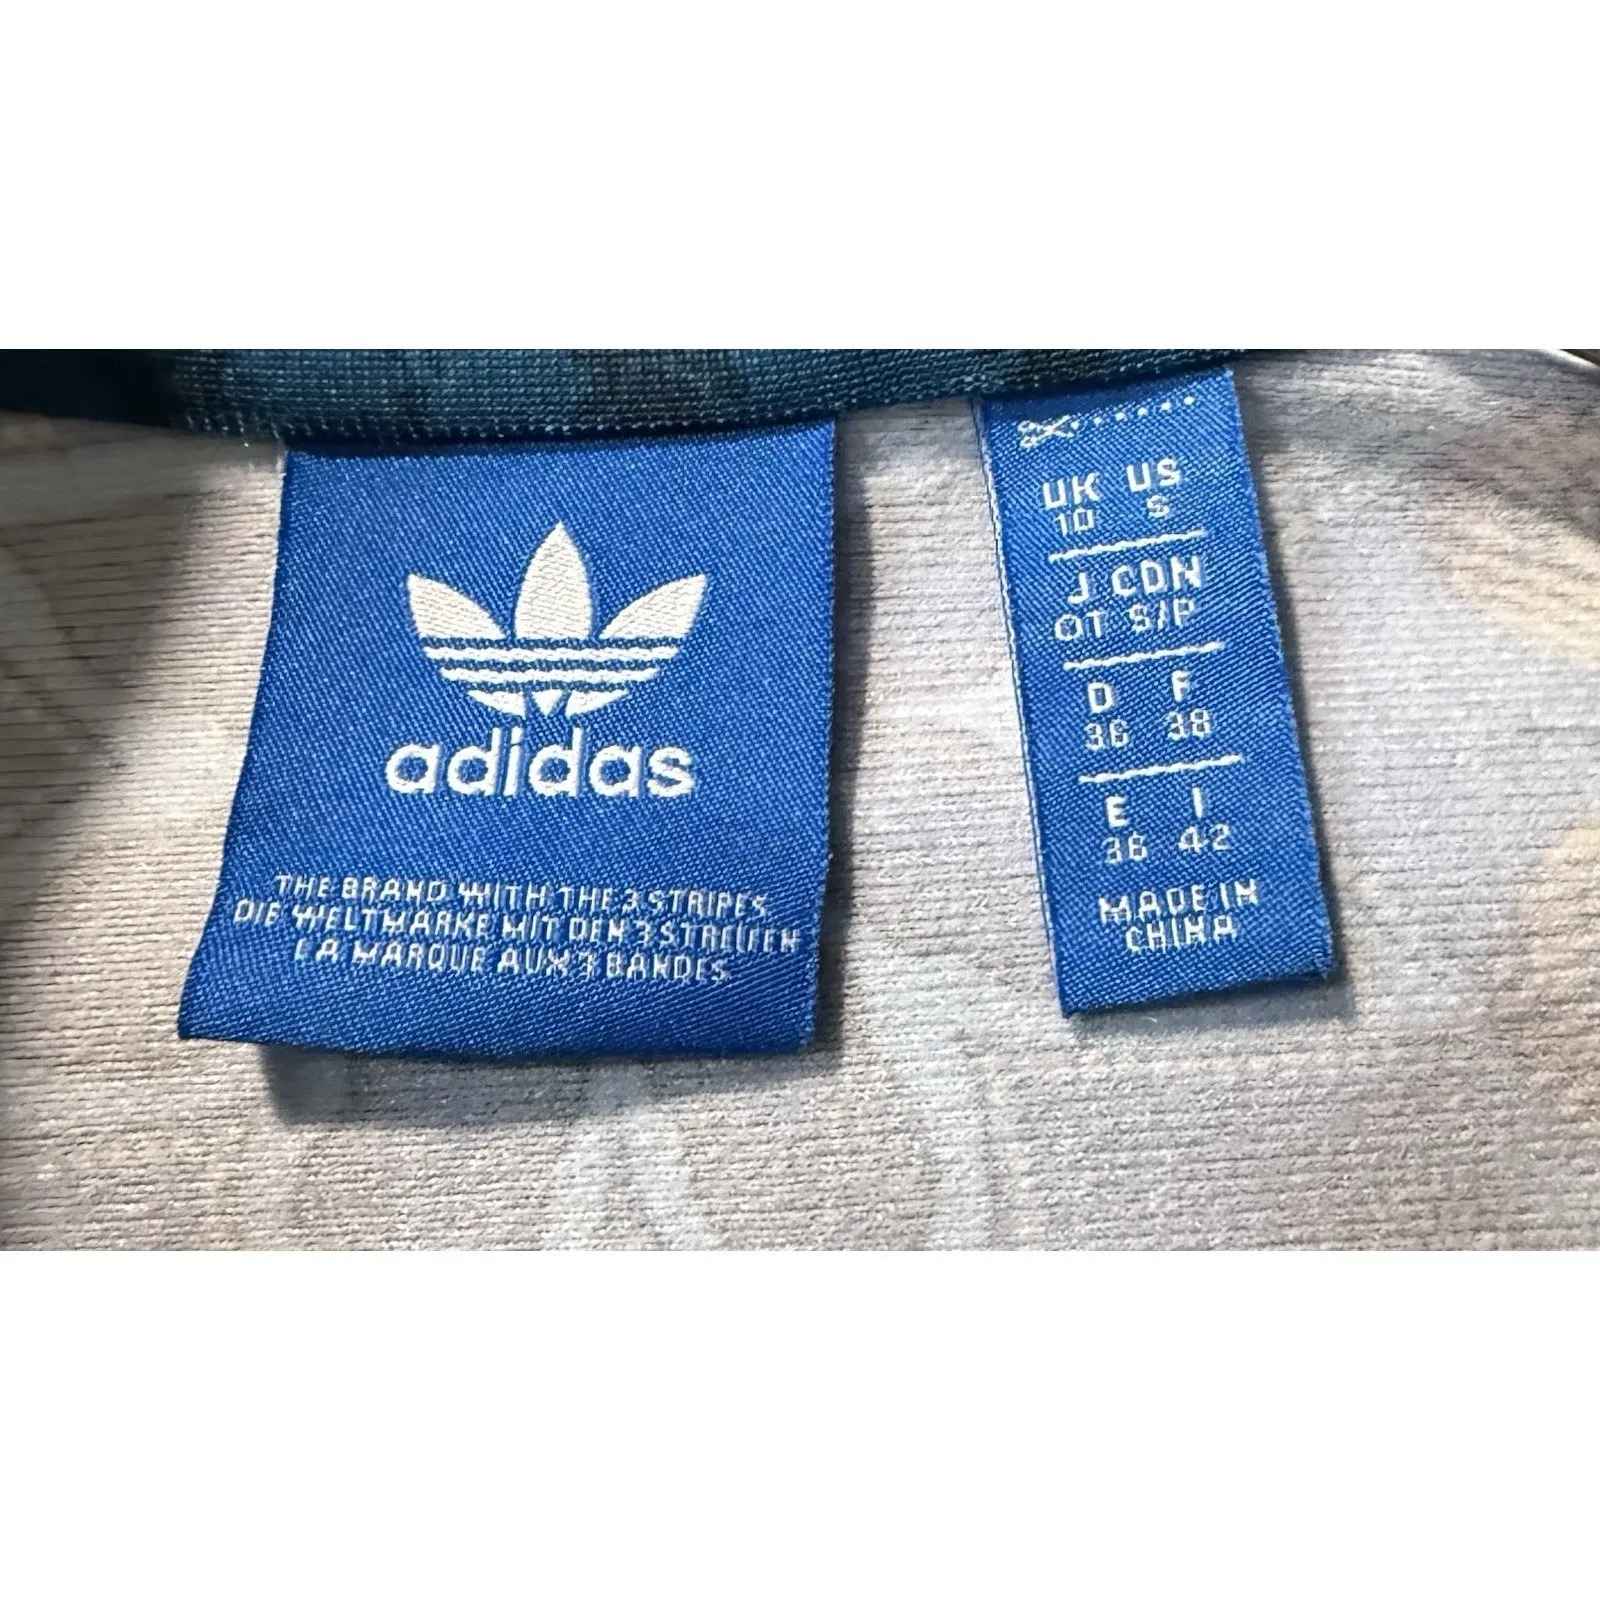 adidas
THE BRAND WITH THE 3 STRIPES
DIE WELTMARKE MIT DEN 3 STREIFEN
LA MARQUE AUX 3 BANDES
UK US
10 S
J CDN
OT S/P
D F
36 38
E I
36 42
MADE IN
CHINA